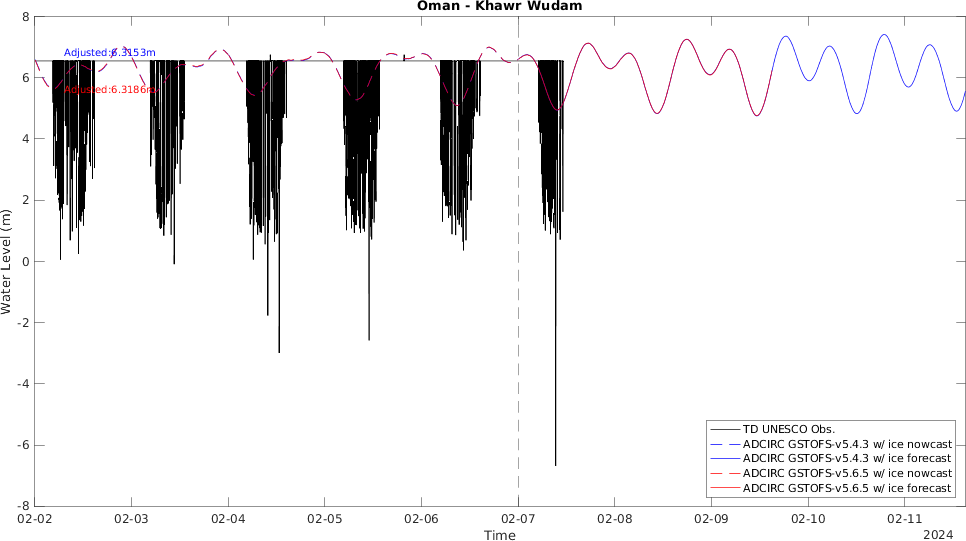 Oman - Khawr Wudam
Water Level (m)
8
6
4
2
0
-2
-4
-6
-8
Adjusted:6.3153m
Adjusted:6.3186m
TD UNESCO Obs.
ADCIRC GSTOFS-v5.4.3 w/ ice nowcast
ADCIRC GSTOFS-v5.4.3 w/ ice forecast
ADCIRC GSTOFS-v5.6.5 w/ ice nowcast
ADCIRC GSTOFS-v5.6.5 w/ ice forecast
02-02 02-03 02-04 02-05 02-06 02-07 02-08 02-09 02-10 02-11
Time
2024